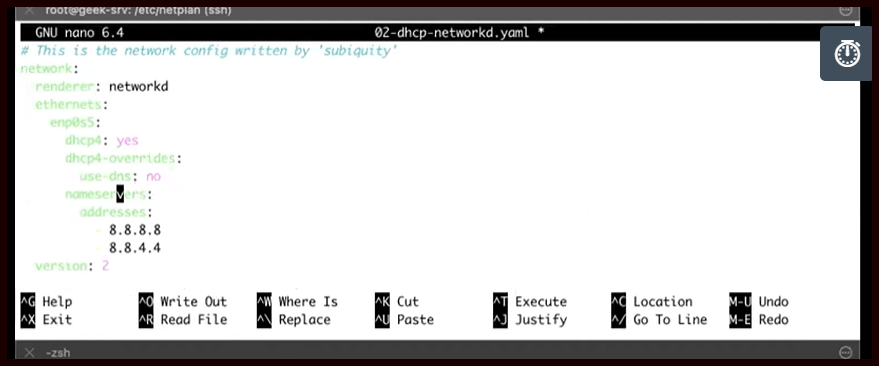 root@geek-srv: /etc/netplan (ssh)
GNU nano 6.4 02-dhcp-networkd.yaml *
# This is the network config written by 'subiquity'
network:
renderer: networkd
ethernets:
enp0s5:
dhcp4: yes
dhcp4-overrides:
use-dns: no
nameservers:
addresses:
- 8.8.8.8
- 8.8.4.4
version: 2
^G Help ^O Write Out ^W Where Is ^K Cut ^T Execute ^C Location M-U Undo
^X Exit ^R Read File ^\ Replace ^U Paste ^J Justify ^/ Go To Line M-E Redo
-zsh